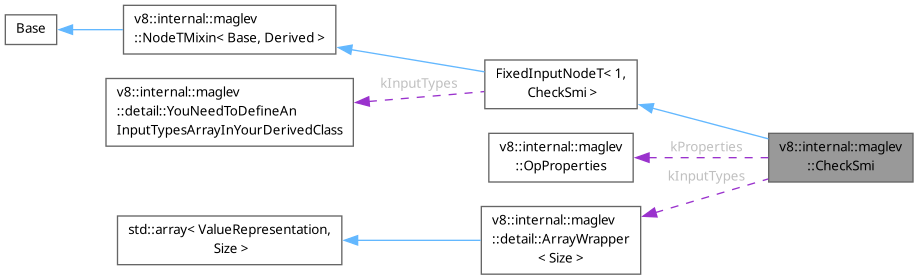 Base
v8::internal::maglev
::NodeTMixin< Base, Derived >
v8::internal::maglev
::detail::YouNeedToDefineAn
InputTypesArrayInYourDerivedClass
kInputTypes
FixedInputNodeT< 1,
CheckSmi >
v8::internal::maglev
::OpProperties
kProperties
kInputTypes
v8::internal::maglev
::CheckSmi
std::array< ValueRepresentation,
Size >
v8::internal::maglev
::detail::ArrayWrapper
< Size >